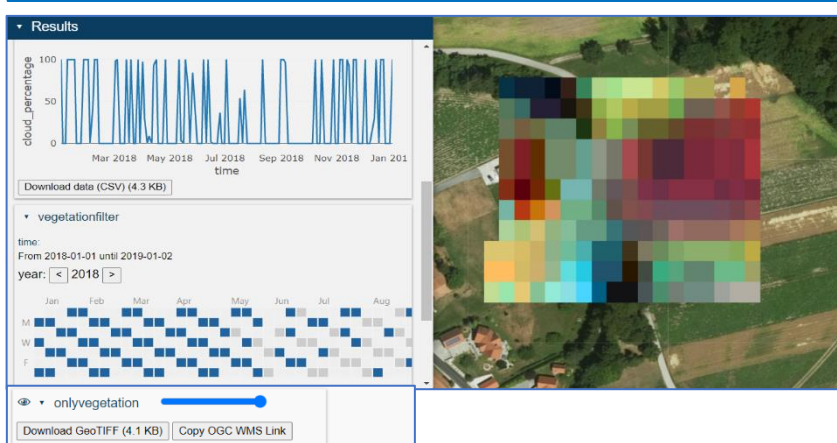 Results
100
50
0
cloud_percentage
Mar 2018 May 2018 Jul 2018 Sep 2018 Nov 2018 Jan 201
time
Download data (CSV) (4.3 KB)
vegetationfilter
time:
From 2018-01-01 until 2019-01-02
year: < 2018 >
Jan Feb Mar Apr May Jun Jul Aug
M
W
F
onlyvegetation
Download GeoTIFF (4.1 KB) Copy OGC WMS Link